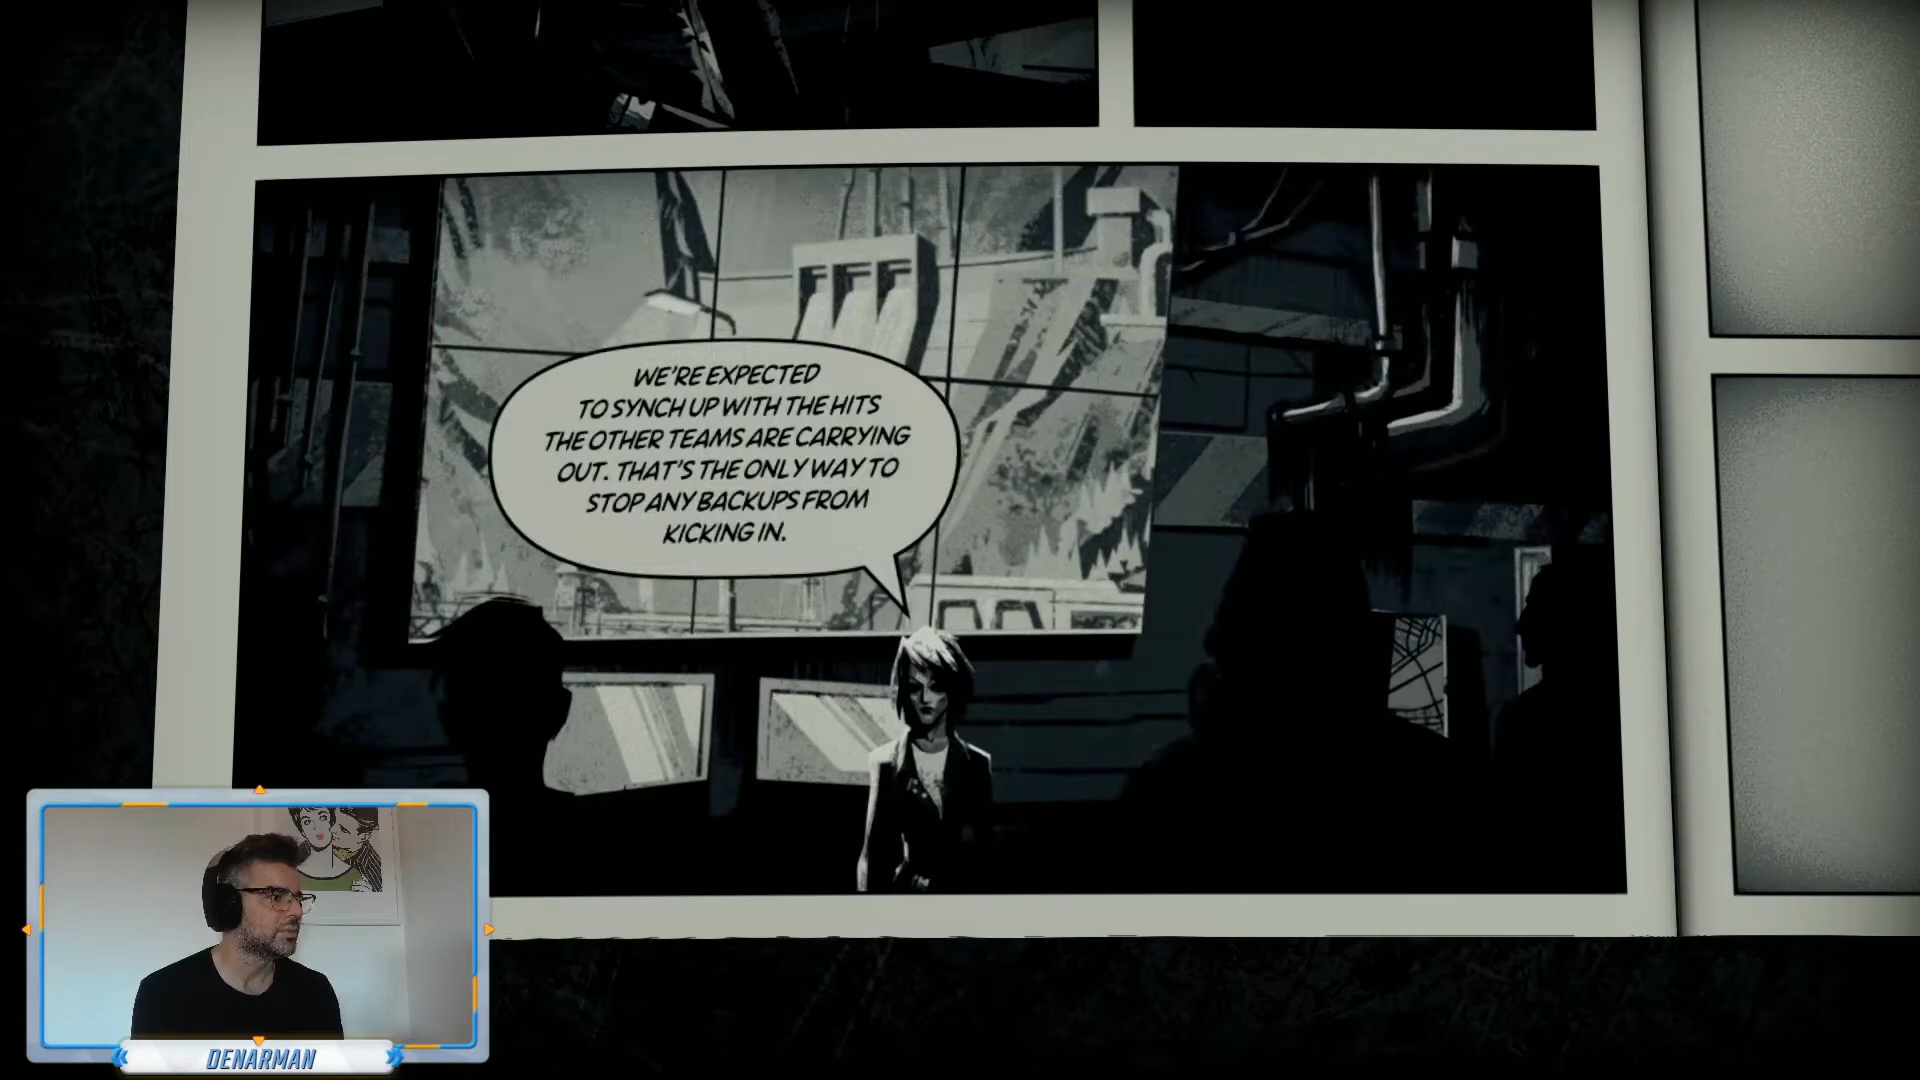 WE'RE EXPECTED
TO SYNCH UP WITH THE HITS
THE OTHER TEAMS ARE CARRYING
OUT. THAT'S THE ONLY WAY TO
STOP ANY BACKUPS FROM
KICKING IN.
DENARMAN